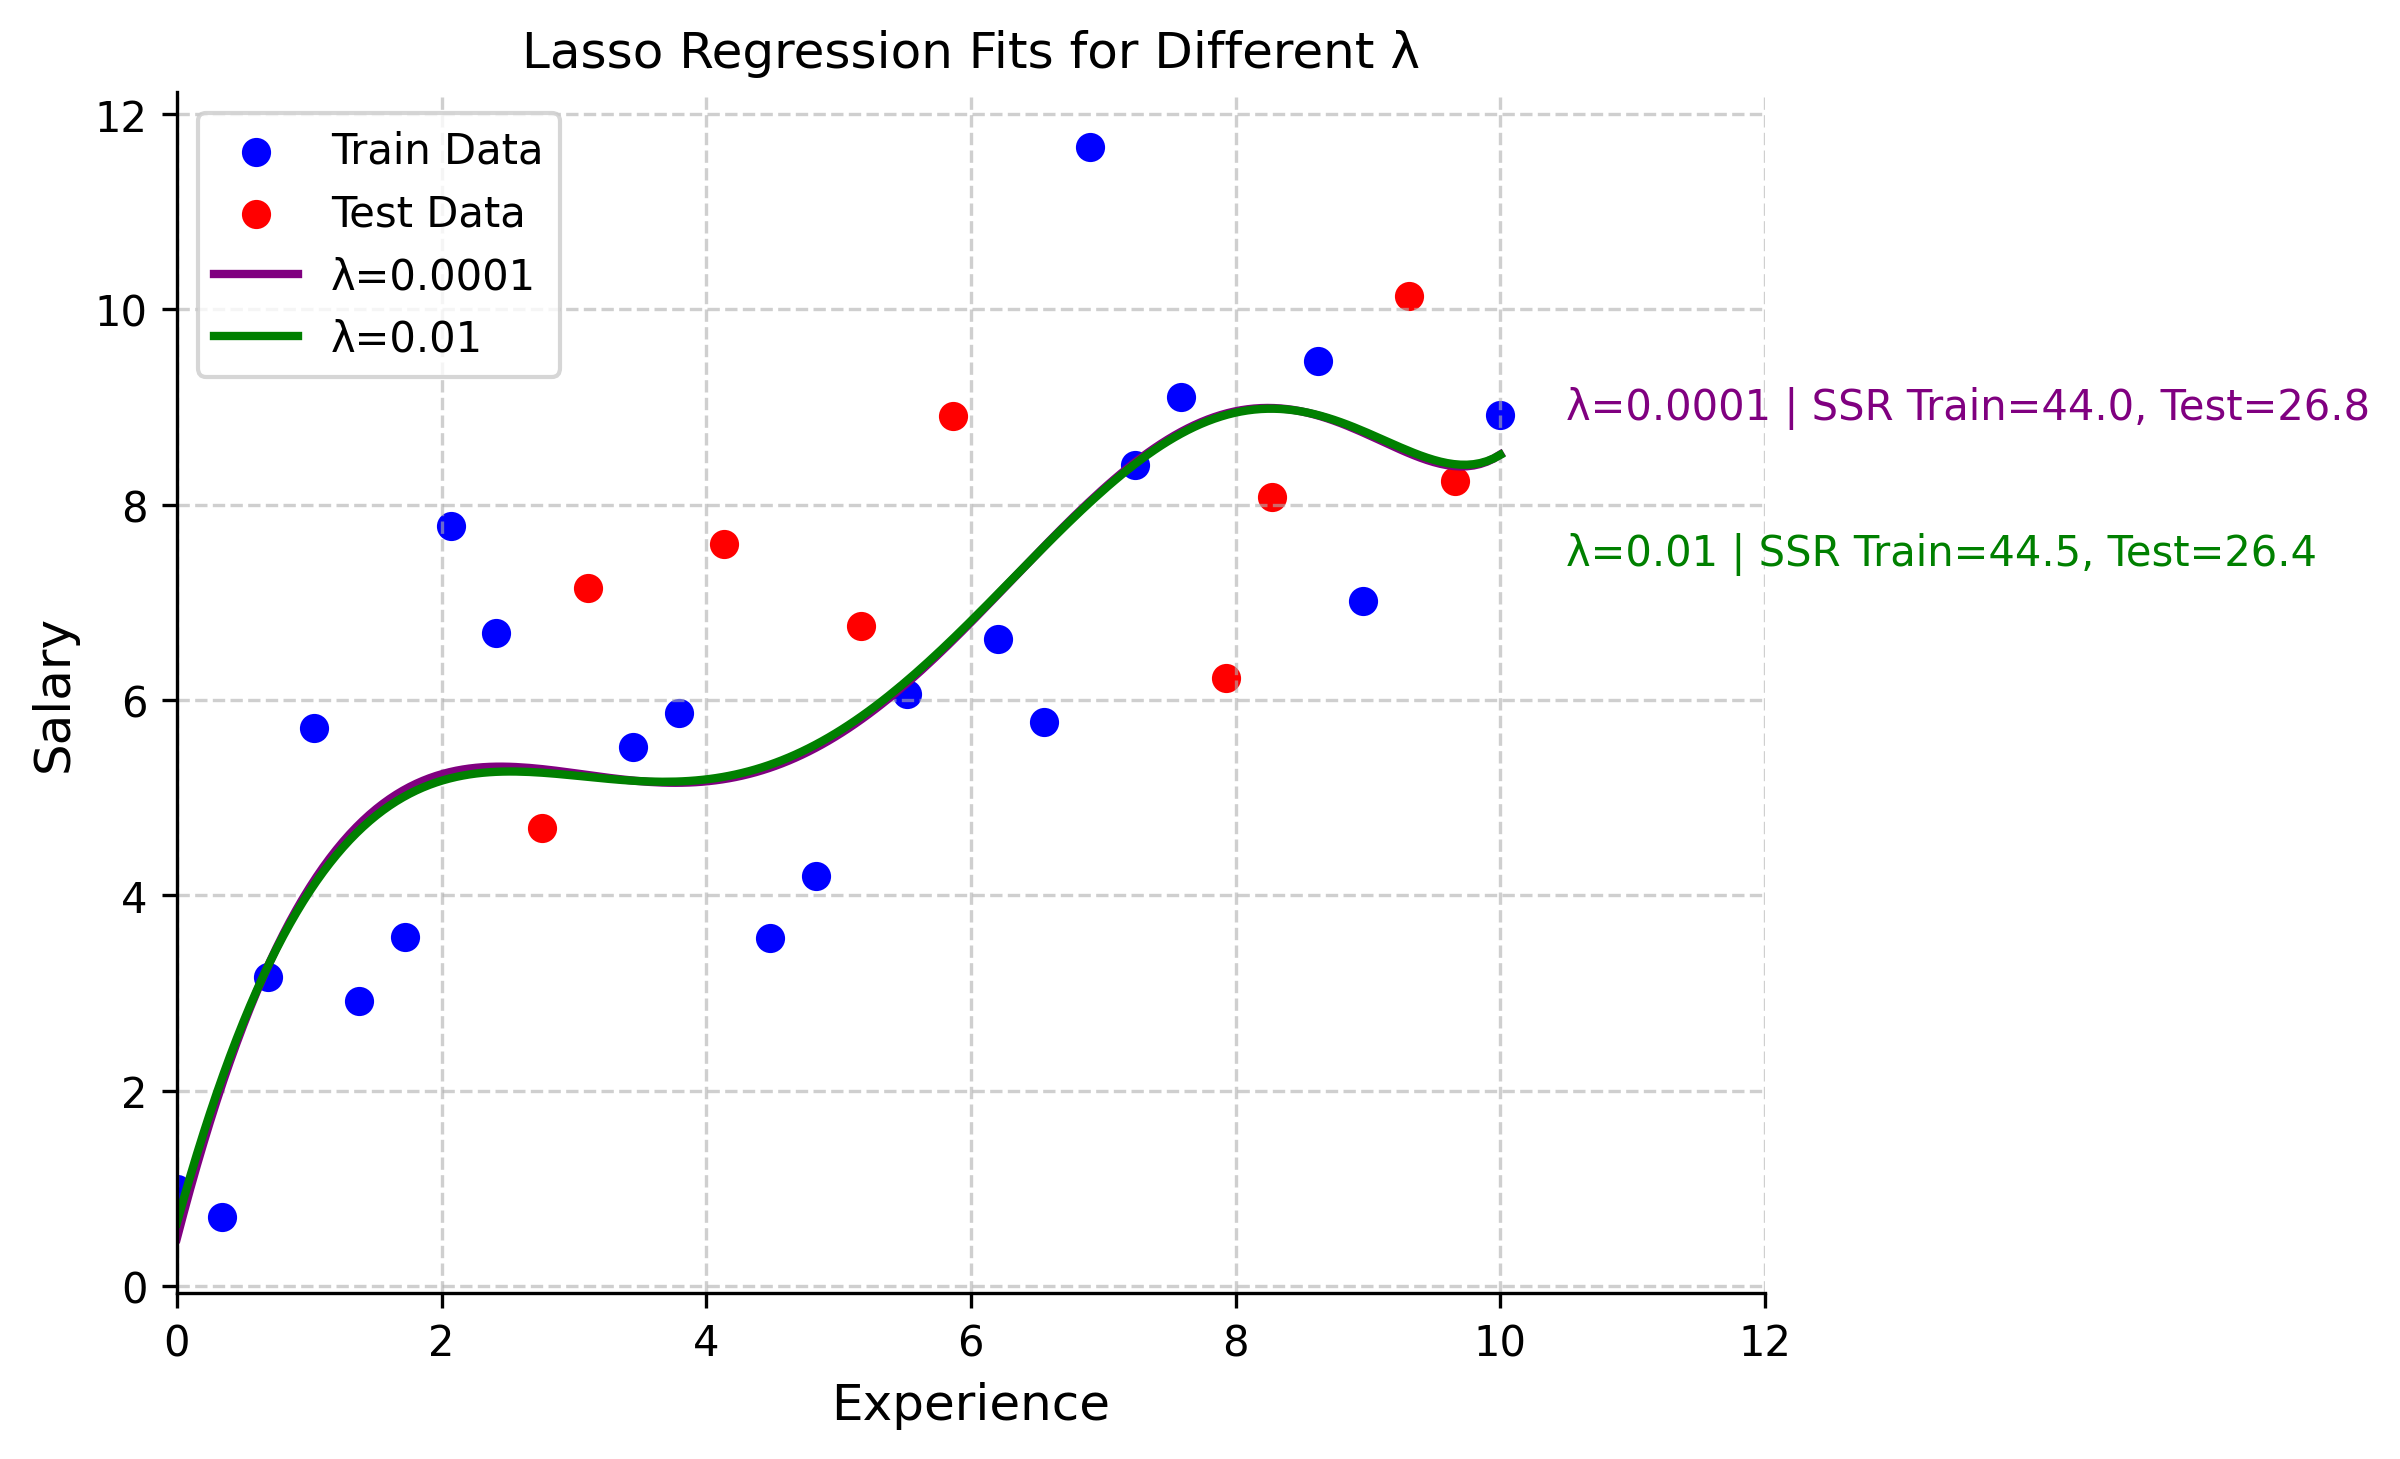 Lasso Regression Fits for Different λ
Train Data
Test Data
λ=0.0001
λ=0.01
λ=0.0001 | SSR Train=44.0, Test=26.8
λ=0.01 | SSR Train=44.5, Test=26.4
Salary
12
10
8
6
4
2
0
0 2 4 6 8 10 12
Experience